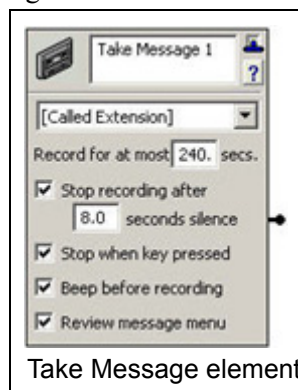 Take Message 1
?
[Called Extension]
Record for at most 240. secs.
Stop recording after
8.0 seconds silence
Stop when key pressed
Beep before recording
Review message menu
Take Message element